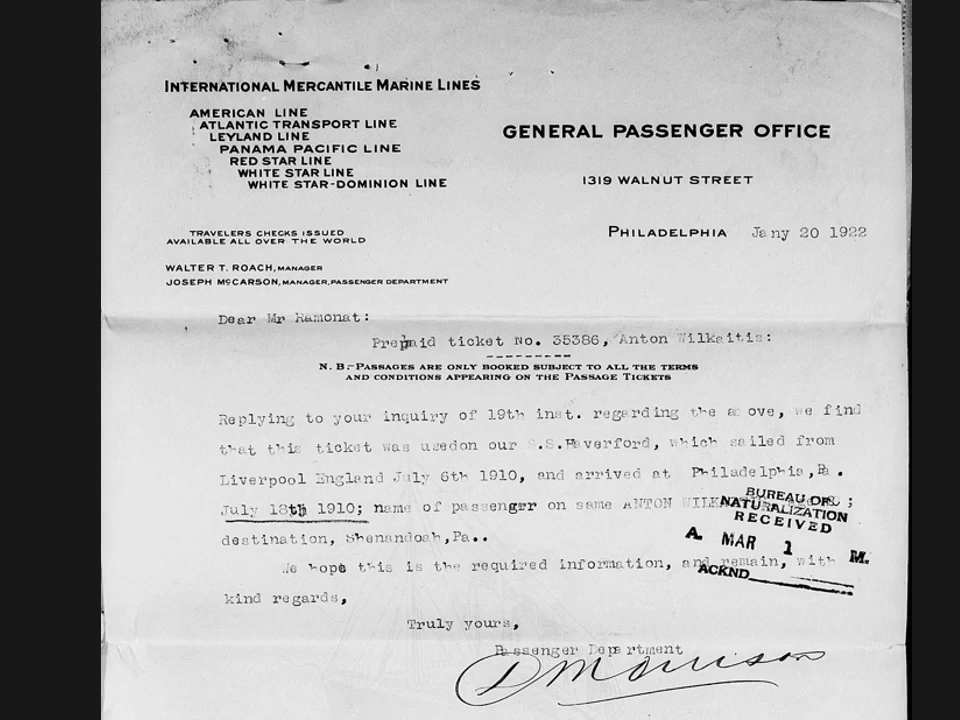 INTERNATIONAL MERCANTILE MARINE LINES
AMERICAN LINE
ATLANTIC TRANSPORT LINE
LEYLAND LINE
PANAMA PACIFIC LINE
RED STAR LINE
WHITE STAR LINE
WHITE STAR-DOMINION LINE
GENERAL PASSENGER OFFICE
1319 WALNUT STREET
TRAVELERS CHECKS ISSUED
AVAILABLE ALL OVER THE WORLD
PHILADELPHIA Jany 20 1922
WALTER T. ROACH, MANAGER
JOSEPH McCARSON, MANAGER, PASSENGER DEPARTMENT
Dear Mr Ramonat:
Prepaid ticket No. 35386, Anton Wilkaitis:
N. B.- PASSAGES ARE ONLY BOOKED SUBJECT TO ALL THE TERMS
AND CONDITIONS APPEARING ON THE PASSAGE TICKETS
Replying to your inquiry of 19th inst. regarding the above, we find
that this ticket was usedon our S.S.Haverford, which sailed from
Liverpool England July 6th 1910, and arrived at Philadelphia,Pa.
July 18th 1910; name of passengrr on same ANTON ;
destination, Shenandoah,Pa..
We hope this is the required information, and remain, with
kind regards,
BUREAU OF
NATURALIZATION
RECEIVED
A. MAR 1 M.
ACKND
Truly yours,
Passenger Department
D Morrison